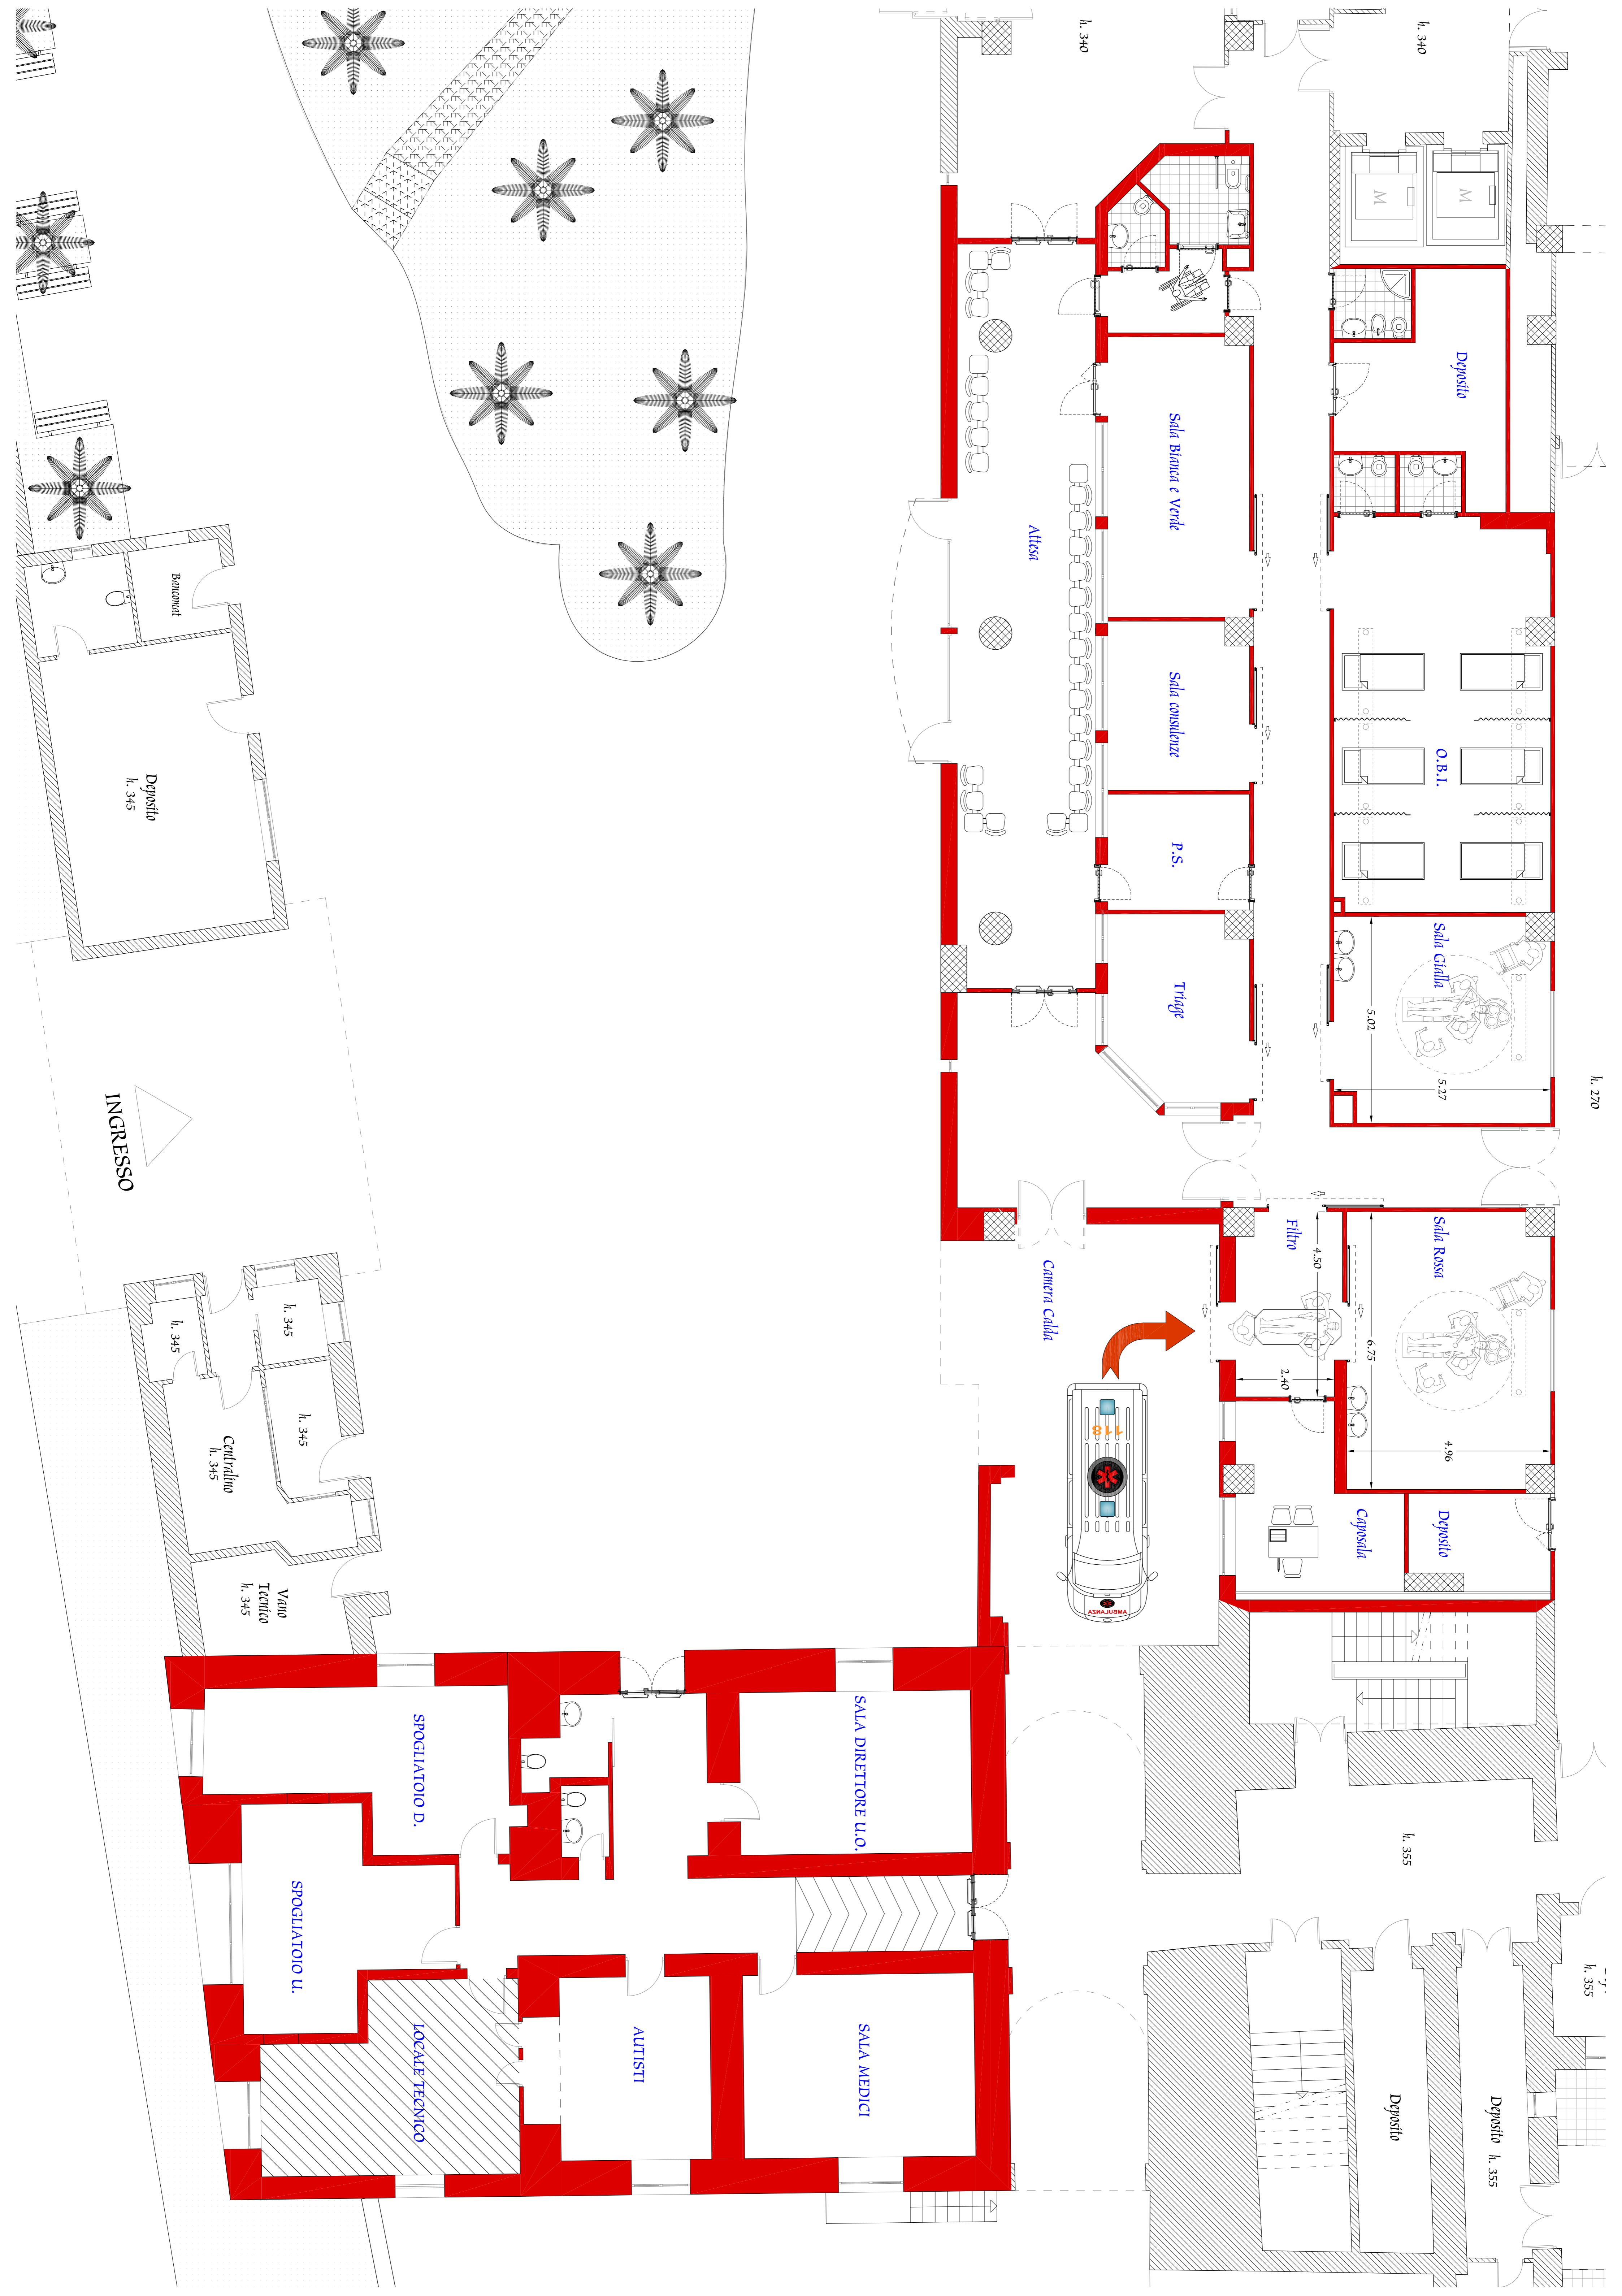 h. 340
h. 340
M
M
Deposito
Sala Bianca e Verde
Attesa
Bancomat
Sala consulenze
O.B.I.
Deposito
h. 345
P.S.
Sala Gialla
Triage
5.02
5.27
h. 270
INGRESSO
Filtro
4.50
Sala Rossa
Camera Calda
h. 345
h. 345
6.75
2.40
h. 345
4.96
Centralino
h. 345
118
Caposala
Deposito
Vano
Tecnico
h. 345
AMBULANZA
SPOGLIATOIO D.
SALA DIRETTORE U.O.
h. 355
SPOGLIATOIO U.
h. 355
LOCALE TECNICO
AUTISTI
SALA MEDICI
Deposito
Deposito h. 355